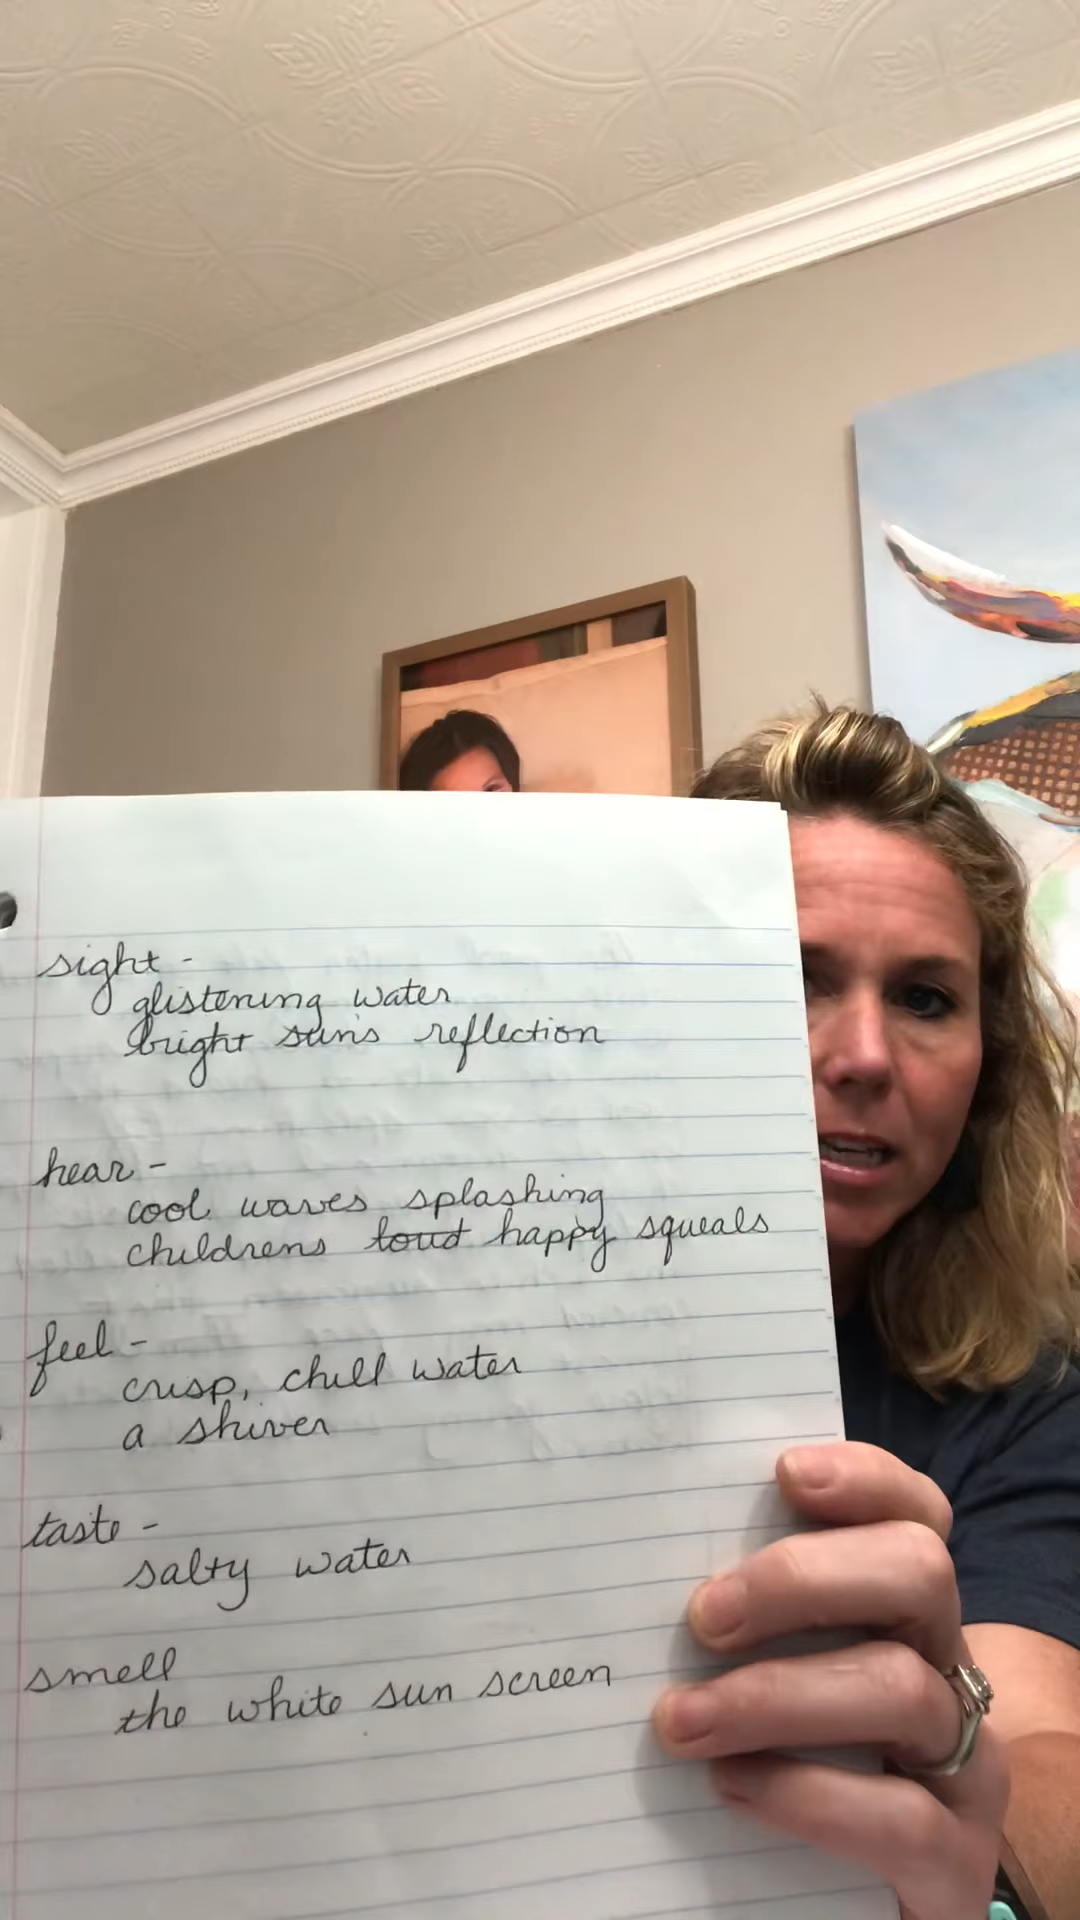 sight -
glistening water
bright sun's reflection
hear -
cool waves splashing
childrens loud happy squeals
feel -
crisp, chill water
a shiver
taste -
salty water
smell
the white sun screen